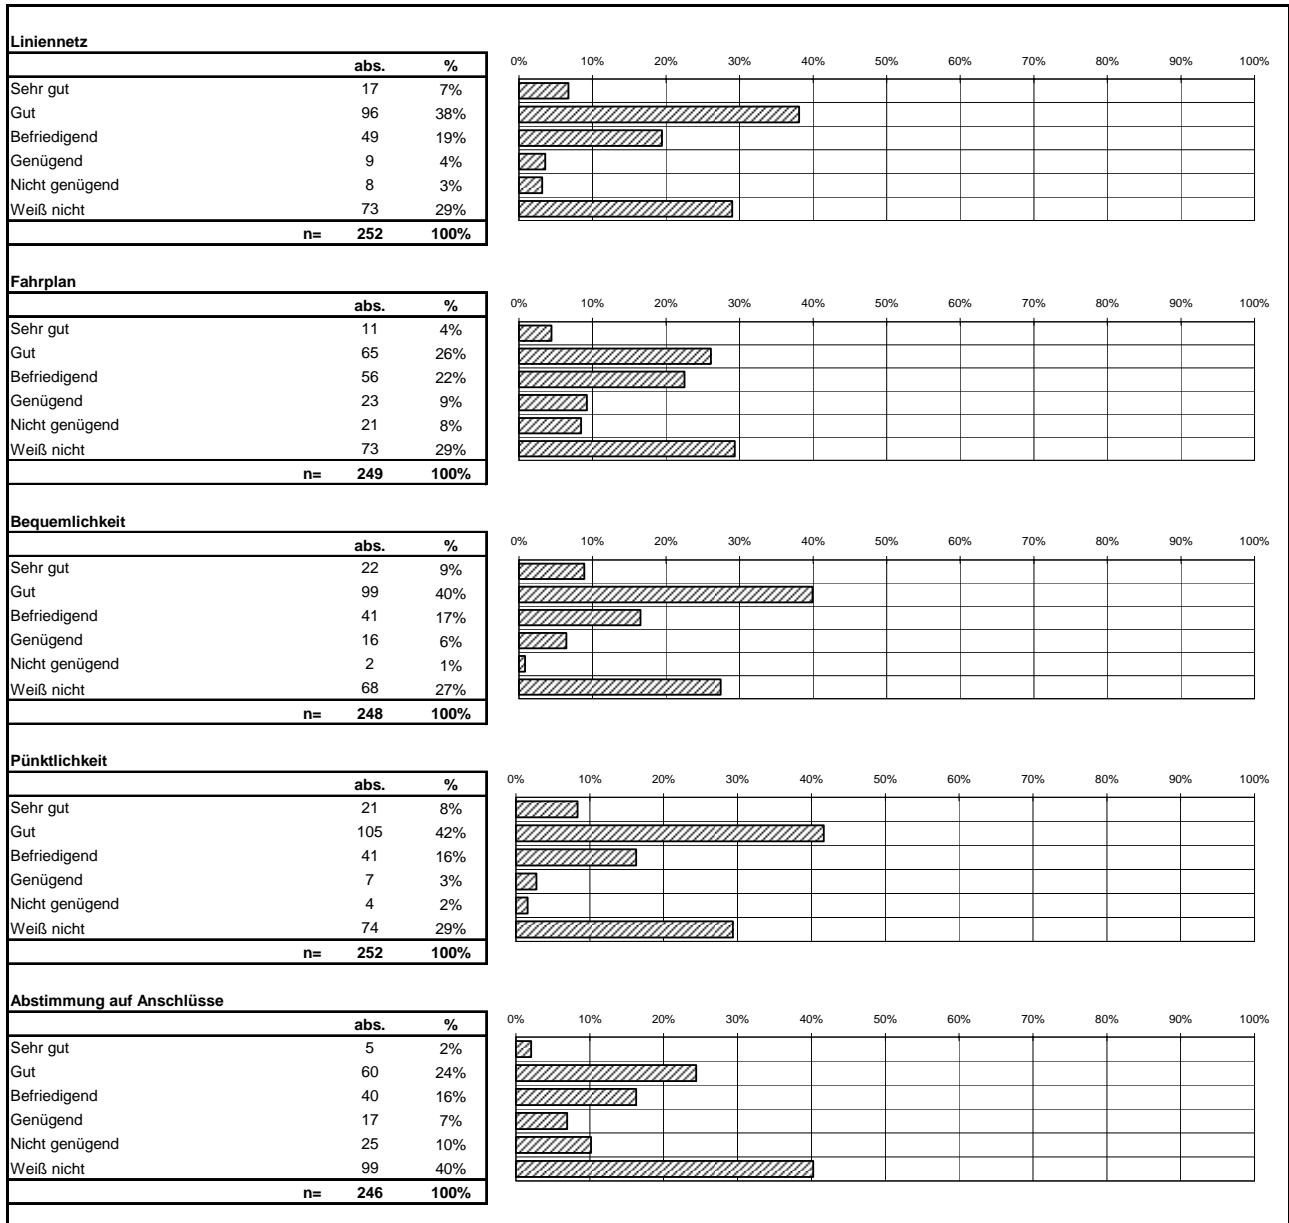 Liniennetz
abs. %
0% 10% 20% 30% 40% 50% 60% 70% 80% 90% 100%
Sehr gut 17 7%
Gut 96 38%
Befriedigend 49 19%
Genügend 9 4%
Nicht genügend 8 3%
Weiß nicht 73 29%
n= 252 100%
Fahrplan
abs. %
0% 10% 20% 30% 40% 50% 60% 70% 80% 90% 100%
Sehr gut 11 4%
Gut 65 26%
Befriedigend 56 22%
Genügend 23 9%
Nicht genügend 21 8%
Weiß nicht 73 29%
n= 249 100%
Bequemlichkeit
abs. %
0% 10% 20% 30% 40% 50% 60% 70% 80% 90% 100%
Sehr gut 22 9%
Gut 99 40%
Befriedigend 41 17%
Genügend 16 6%
Nicht genügend 2 1%
Weiß nicht 68 27%
n= 248 100%
Pünktlichkeit
abs. %
0% 10% 20% 30% 40% 50% 60% 70% 80% 90% 100%
Sehr gut 21 8%
Gut 105 42%
Befriedigend 41 16%
Genügend 7 3%
Nicht genügend 4 2%
Weiß nicht 74 29%
n= 252 100%
Abstimmung auf Anschlüsse
abs. %
0% 10% 20% 30% 40% 50% 60% 70% 80% 90% 100%
Sehr gut 5 2%
Gut 60 24%
Befriedigend 40 16%
Genügend 17 7%
Nicht genügend 25 10%
Weiß nicht 99 40%
n= 246 100%